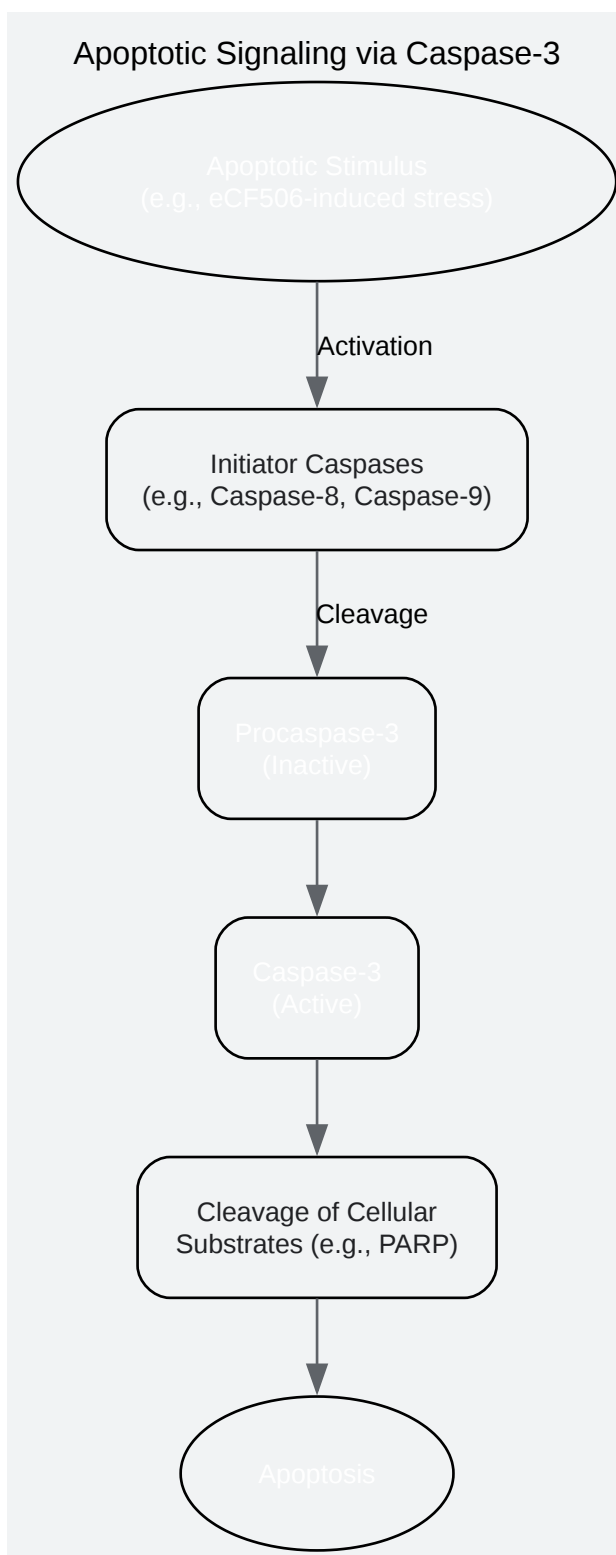 Apoptotic Signaling via Caspase-3
Apoptotic Stimulus
(e.g., eCF506-induced stress)
Activation
Initiator Caspases
(e.g., Caspase-8, Caspase-9)
Cleavage
Procaspase-3
(Inactive)
Caspase-3
(Active)
Cleavage of Cellular
Substrates (e.g., PARP)
Apoptosis